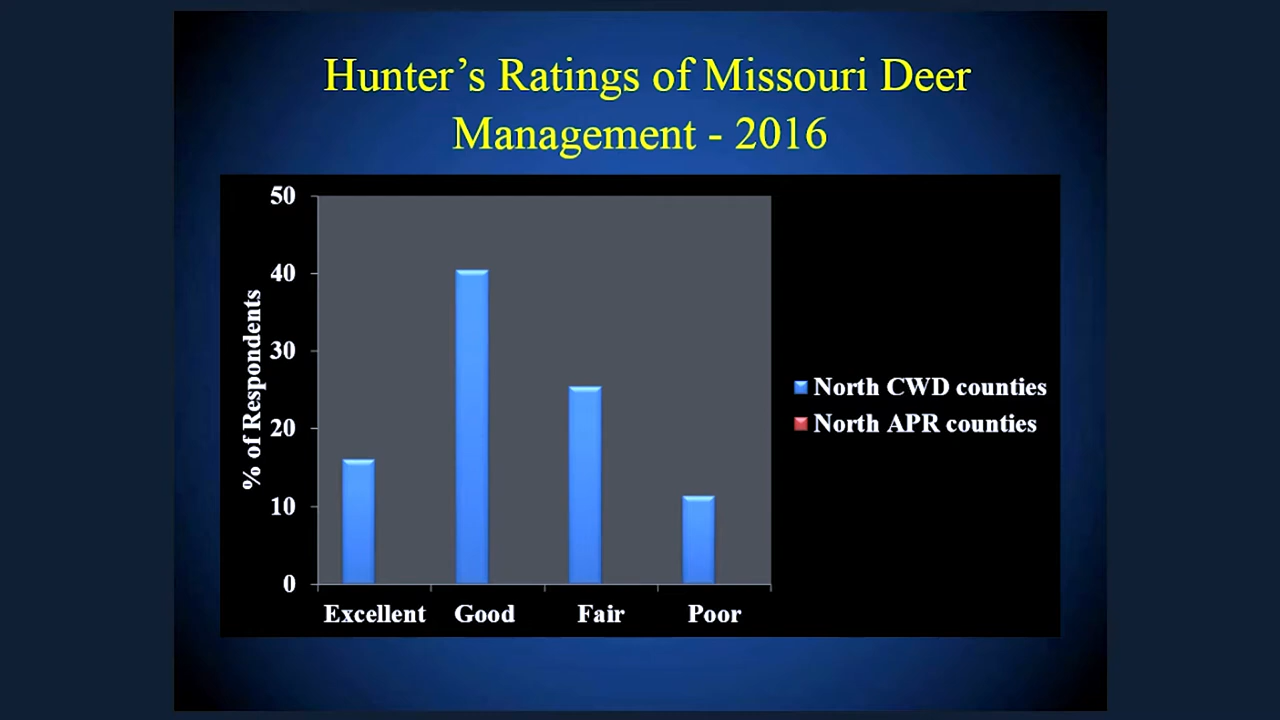 Hunter’s Ratings of Missouri Deer
Management - 2016
50
40
30
20
10
0
% of Respondents
Excellent Good Fair Poor
North CWD counties
North APR counties